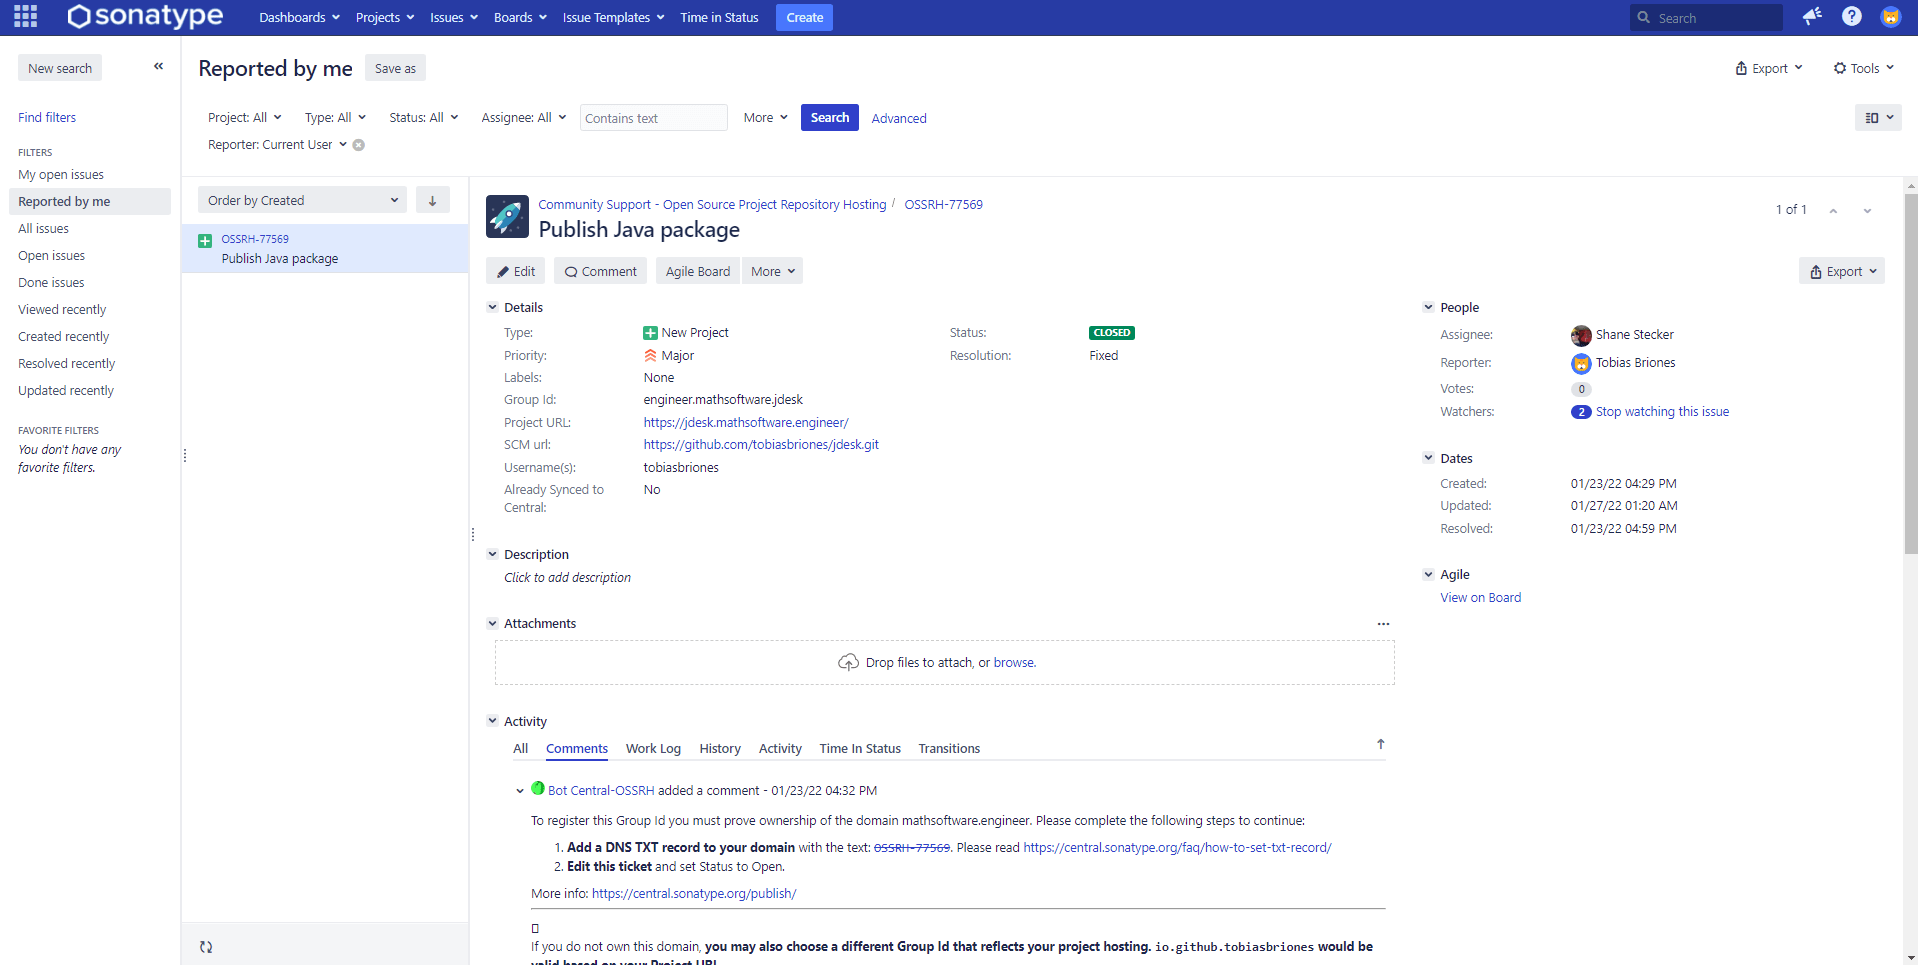 sonatype Dashboards Projects Issues Boards Issue Templates Time in Status Create Search
New search
Find filters
FILTERS
My open issues
Reported by me
All issues
Open issues
Done issues
Viewed recently
Created recently
Resolved recently
Updated recently
FAVORITE FILTERS
You don't have any
favorite filters.
Reported by me Save as Export Tools
Project: All Type: All Status: All Assignee: All Contains text More Search Advanced
Reporter: Current User
Order by Created
OSSRH-77569
Publish Java package
Community Support - Open Source Project Repository Hosting / OSSRH-77569
Publish Java package
1 of 1
Edit Comment Agile Board More Export
Details
Type: New Project Status: CLOSED
Priority: Major Resolution: Fixed
Labels: None
Group Id: engineer.mathsoftware.jdesk
Project URL: https://jdesk.mathsoftware.engineer/
SCM url: https://github.com/tobiasbriones/jdesk.git
Username(s): tobiasbriones
Already Synced to No
Central:
Description
Click to add description
Attachments
Drop files to attach, or browse.
Activity
All Comments Work Log History Activity Time In Status Transitions
Bot Central-OSSRH added a comment - 01/23/22 04:32 PM
To register this Group Id you must prove ownership of the domain mathsoftware.engineer. Please complete the following steps to continue:
1. Add a DNS TXT record to your domain with the text: OSSRH-77569. Please read https://central.sonatype.org/faq/how-to-set-txt-record/
2. Edit this ticket and set Status to Open.
More info: https://central.sonatype.org/publish/
If you do not own this domain, you may also choose a different Group Id that reflects your project hosting. io.github.tobiasbriones would be
valid based on your Project URL
People
Assignee: Shane Stecker
Reporter: Tobias Briones
Votes: 0
Watchers: 2 Stop watching this issue
Dates
Created: 01/23/22 04:29 PM
Updated: 01/27/22 01:20 AM
Resolved: 01/23/22 04:59 PM
Agile
View on Board